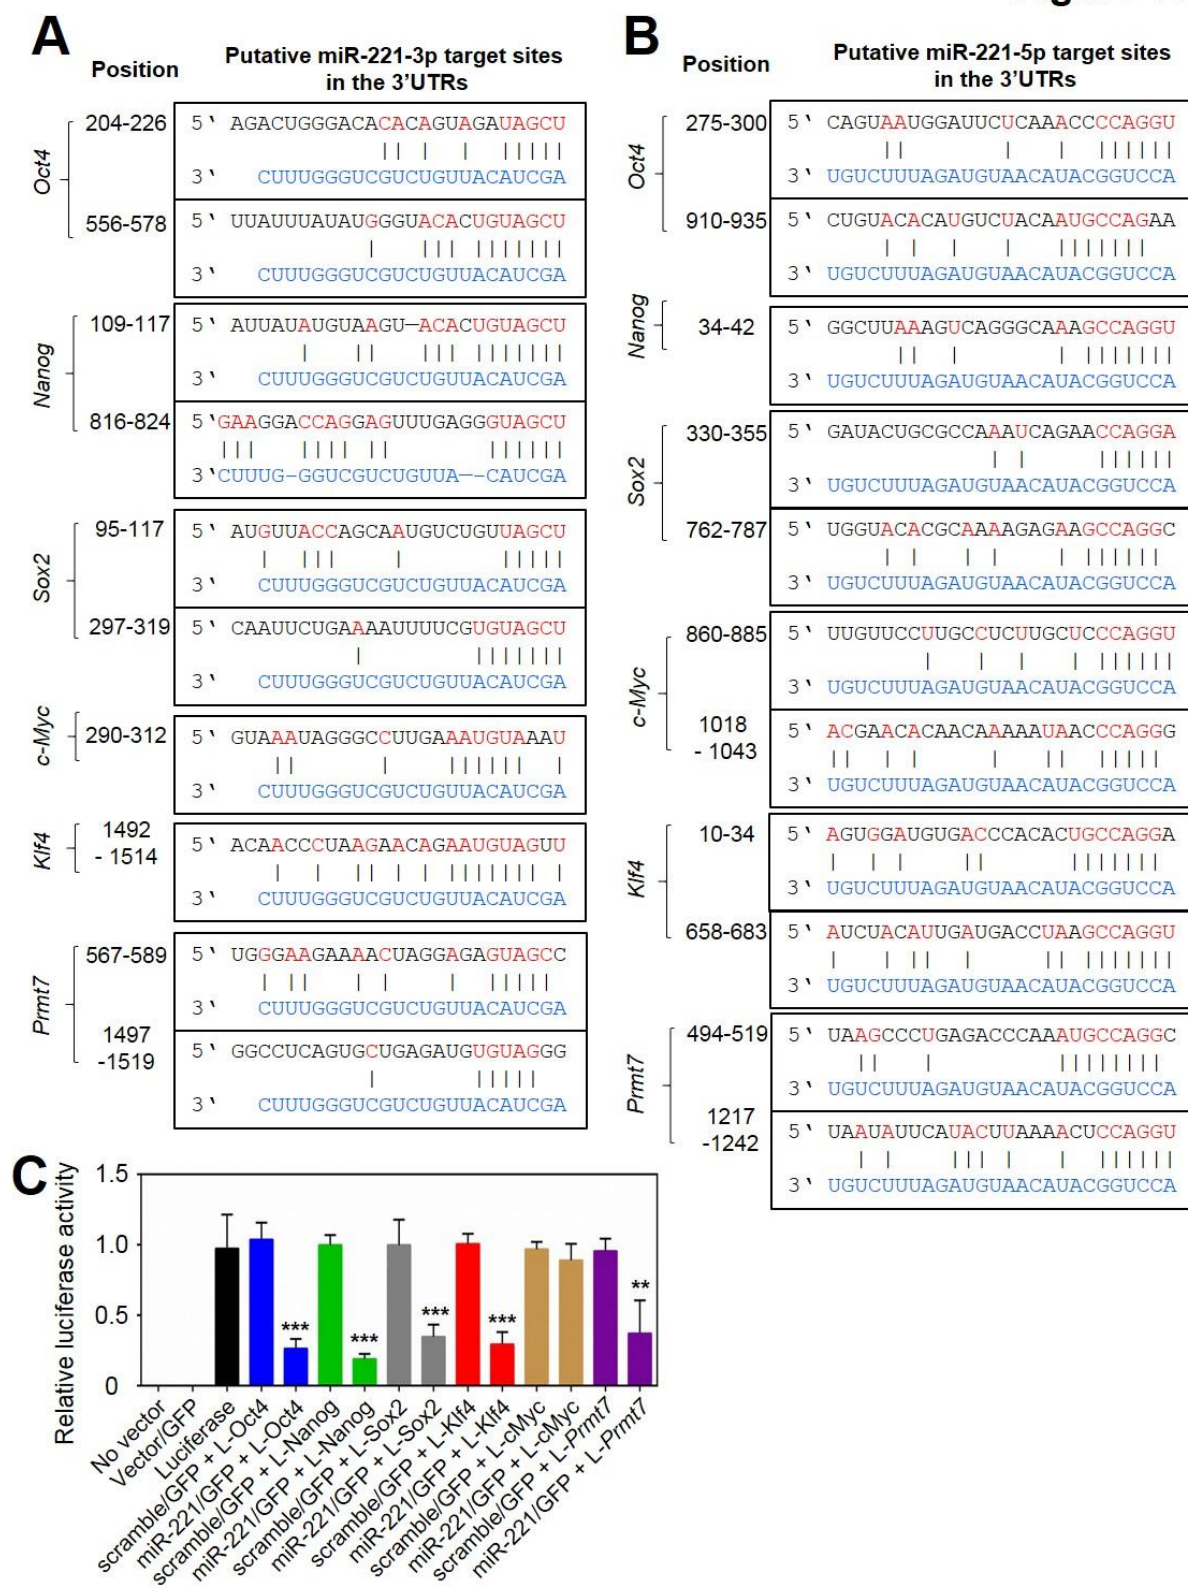 A
Position
Putative miR-221-3p target sites
in the 3'UTRs
Oct4
204-226
5' AGACUGGGACACACAGUAGAUAGCU
3' CUUUGGGUCGUCUGUUACAUCGA
556-578
5' UUAUUUAUAUGGGUACACUGUAGCU
3' CUUUGGGUCGUCUGUUACAUCGA
Nanog
109-117
5' AUUAUAUGUAAGU–ACACUGUAGCU
3' CUUUGGGUCGUCUGUUACAUCGA
816-824
5'GAAGGACCAGGAGUUUGAGGGUAGCU
3'CUUUG-GGUCGUCUGUUA–-CAUCGA
Sox2
95-117
5' AUGUUACCAGCAAUGUCUGUUAGCU
3' CUUUGGGUCGUCUGUUACAUCGA
297-319
5' CAAUUCUGAAAAUUUUCGUGUAGCU
3' CUUUGGGUCGUCUGUUACAUCGA
c-Myc
290-312
5' GUAAAUAGGGCCUUGAAAUGUAAAU
3' CUUUGGGUCGUCUGUUACAUCGA
Klf4
1492
- 1514
5' ACAACCCUAAGAACAGAAUGUAGUU
3' CUUUGGGUCGUCUGUUACAUCGA
Prmt7
567-589
5' UGGGAAGAAAACUAGGAGAGUAGCC
3' CUUUGGGUCGUCUGUUACAUCGA
1497
-1519
5' GGCCUCAGUGCUGAGAUGUGUAGGG
3' CUUUGGGUCGUCUGUUACAUCGA
B
Position
Putative miR-221-5p target sites
in the 3'UTRs
Oct4
275-300
5' CAGUAAUGGAUUCUCAAACCCCAGGU
3' UGUCUUUAGAUGUAACAUACGGUCCA
910-935
5' CUGUACACAUGUCUACAAUGCCAGAA
3' UGUCUUUAGAUGUAACAUACGGUCCA
Nanog
34-42
5' GGCUUAAAGUCAGGGCAAAGCCAGGU
3' UGUCUUUAGAUGUAACAUACGGUCCA
Sox2
330-355
5' GAUACUGCGCCAAAUCAGAACCAGGA
3' UGUCUUUAGAUGUAACAUACGGUCCA
762-787
5' UGGUACACGCAAAAGAGAAGCCAGGC
3' UGUCUUUAGAUGUAACAUACGGUCCA
c-Myc
860-885
5' UUGUUCCUUGCCUCUUGCUCCCAGGU
3' UGUCUUUAGAUGUAACAUACGGUCCA
1018
- 1043
5' ACGAACACAACAAAAAUAACCCAGGG
3' UGUCUUUAGAUGUAACAUACGGUCCA
Klf4
10-34
5' AGUGGAUGUGACCCACACUGCCAGGA
3' UGUCUUUAGAUGUAACAUACGGUCCA
658-683
5' AUCUACAUUGAUGACCUAAGCCAGGU
3' UGUCUUUAGAUGUAACAUACGGUCCA
Prmt7
494-519
5' UAAGCCCUGAGACCCAAAUGCCAGGC
3' UGUCUUUAGAUGUAACAUACGGUCCA
1217
-1242
5' UAAUAUUCAUACUUAAAACUCCAGGU
3' UGUCUUUAGAUGUAACAUACGGUCCA
C
Relative luciferase activity
1.5
1.0
0.5
0
***
***
***
***
**
No vector
Vector/GFP
Luciferase
scramble/GFP + L-Oct4
miR-221/GFP + L-Oct4
scramble/GFP + L-Nanog
miR-221/GFP + L-Nanog
scramble/GFP + L-Sox2
miR-221/GFP + L-Sox2
scramble/GFP + L-Klf4
miR-221/GFP + L-Klf4
scramble/GFP + L-cMyc
miR-221/GFP + L-cMyc
scramble/GFP + L-Prmt7
miR-221/GFP + L-Prmt7